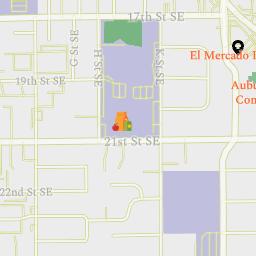 17th St SE
G St SE
H St SE
K St SE
El Mercado
19th St SE
Aubu
Con
21st St SE
22nd St SE